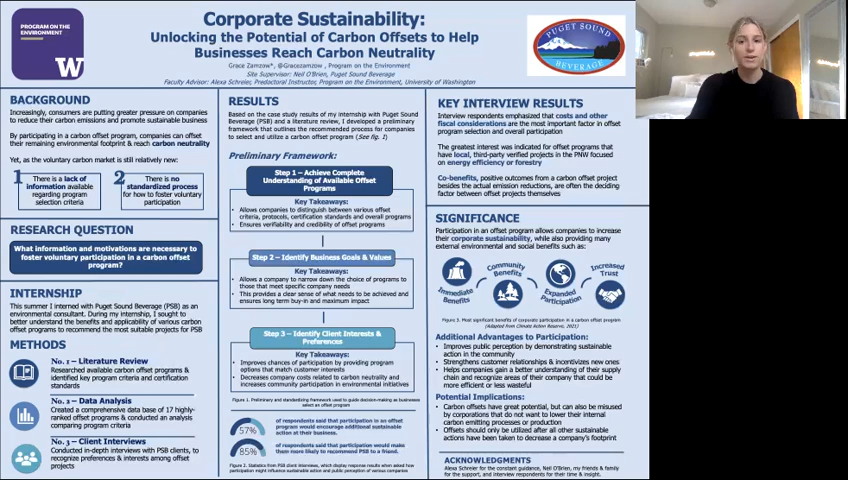 PROGRAM ON THE
ENVIRONMENT
W
Corporate Sustainability:
Unlocking the Potential of Carbon Offsets to Help
Businesses Reach Carbon Neutrality
Grace Zamzow*, @Gracezamzow , Program on the Environment
Site Supervisor: Neil O'Brien, Puget Sound Beverage
Faculty Advisor: Alexa Schreier, Predoctoral Instructor, Program on the Environment, University of Washington
PUGET SOUND
BEVERAGE
BACKGROUND
Increasingly, consumers are putting greater pressure on companies
to reduce their carbon emissions and promote sustainable business
By participating in a carbon offset program, companies can offset
their remaining environmental footprint & reach carbon neutrality
Yet, as the voluntary carbon market is still relatively new:
1
There is a lack of
information available
regarding program
selection criteria
2
There is no
standardized process
for how to foster voluntary
participation
RESEARCH QUESTION
What information and motivations are necessary to
foster voluntary participation in a carbon offset
program?
INTERNSHIP
This summer I interned with Puget Sound Beverage (PSB) as an
environmental consultant. During my internship, I sought to
better understand the benefits and applicability of various carbon
offset programs to recommend the most suitable projects for PSB
METHODS
No. 1 – Literature Review
Researched available carbon offset programs &
identified key program criteria and certification
standards
No. 2 – Data Analysis
Created a comprehensive data base of 17 highly-
ranked offset programs & conducted an analysis
comparing program criteria
No. 3 – Client Interviews
Conducted in-depth interviews with PSB clients, to
recognize preferences & interests among offset
projects
RESULTS
Based on the case study results of my internship with Puget Sound
Beverage (PSB) and a literature review, I developed a preliminary
framework that outlines the recommended process for companies
to select and utilize a carbon offset program (See fig. 1)
Preliminary Framework:
Step 1 – Achieve Complete
Understanding of Available Offset
Programs
Key Takeaways:
• Allows companies to distinguish between various offset
criteria, protocols, certification standards and overall programs
• Ensures verifiability and credibility of offset programs
Step 2 – Identify Business Goals & Values
Key Takeaways:
• Allows a company to narrow down the choice of programs to
those that meet specific company needs
• This provides a clear sense of what needs to be achieved and
ensures long term buy-in and maximum impact
Step 3 – Identify Client Interests &
Preferences
Key Takeaways:
• Improves chances of participation by providing program
options that match customer interests
• Decreases company costs related to carbon neutrality and
increases community participation in environmental initiatives
Figure 1. Preliminary and standardizing framework used to guide decision-making as businesses
select an offset program
57%
of respondents said that participation in an offset
program would encourage additional sustainable
action at their business.
85%
of respondents said that participation would make
them more likely to recommend PSB to a friend.
Figure 2. Statistics from PSB client interviews, which display response results when asked how
participation might influence sustainable action and public perception of various companies
KEY INTERVIEW RESULTS
Interview respondents emphasized that costs and other
fiscal considerations are the most important factor in offset
program selection and overall participation
The greatest interest was indicated for offset programs that
have local, third-party verified projects in the PNW focused
on energy efficiency or forestry
Co-benefits, positive outcomes from a carbon offset project
besides the actual emission reductions, are often the deciding
factor between offset projects themselves
SIGNIFICANCE
Participation in an offset program allows companies to increase
their corporate sustainability, while also providing many
external environmental and social benefits such as:
Immediate
Benefits
Community
Benefits
Expanded
Participation
Increased
Trust
Figure 3. Most significant benefits of corporate participation in a carbon offset program
(Adapted from Climate Action Reserve, 2021)
Additional Advantages to Participation:
• Improves public perception by demonstrating sustainable
action in the community
• Strengthens customer relationships & incentivizes new ones
• Helps companies gain a better understanding of their supply
chain and recognize areas of their company that could be
more efficient or less wasteful
Potential Implications:
• Carbon offsets have great potential, but can also be misused
by corporations that do not want to lower their internal
carbon emitting processes or production
• Offsets should only be utilized after all other sustainable
actions have been taken to decrease a company's footprint
ACKNOWLEDGMENTS
Alexa Schreier for the constant guidance, Neil O'Brien, my friends & family
for the support, and interview respondents for their time & insight.